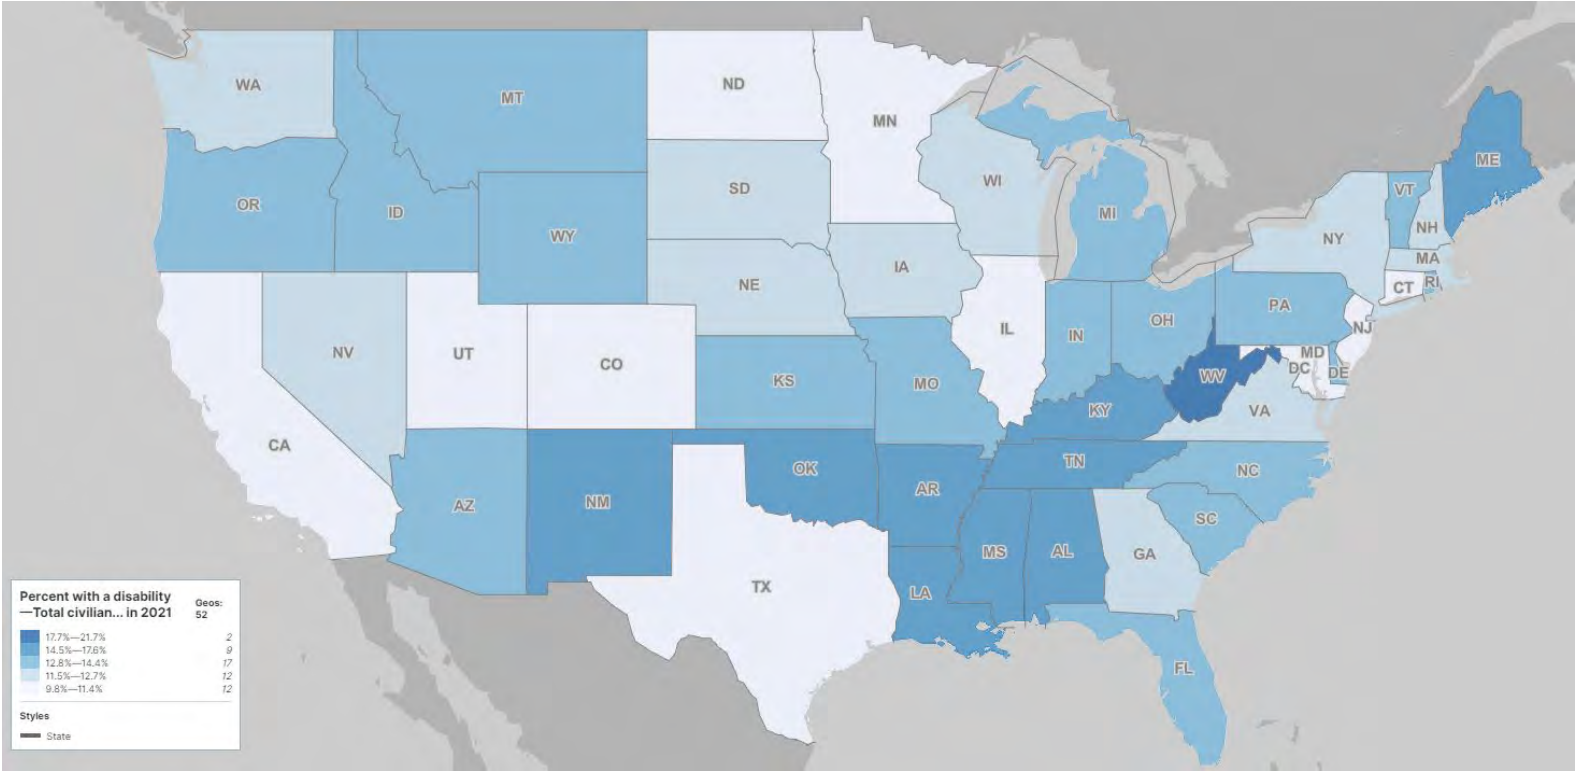 WA
MT
ND
MN
ME
SD
WI
OR
ID
MI
VT
NH
WY
NY
MA
IA
NE
CT
RI
PA
OH
IN
IL
NJ
NV
UT
MD
CO
DC
DE
WV
KS
MO
KY
VA
CA
TN
OK
NC
AR
NM
AZ
SC
MS
AL
GA
TX
LA
FL
Percent with a disability
—Total civilian... in 2021
Geos:
52
17.7%—21.7% 2
14.5%—17.6% 9
12.8%—14.4% 17
11.5%—12.7% 12
9.8%—11.4% 12
Styles
State